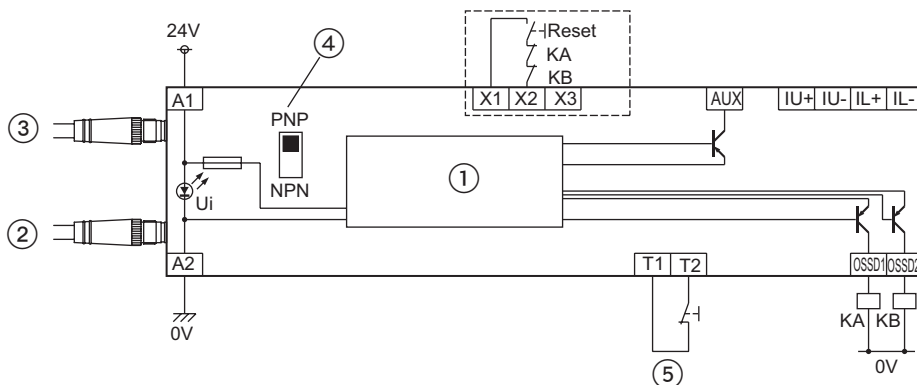 24V
④
Reset
KA
KB
A1
X1 X2 X3
AUX
IU+ IU- IL+ IL-
③
PNP
NPN
①
Ui
②
A2
T1 T2
OSSD1 OSSD2
0V
KA KB
0V
⑤